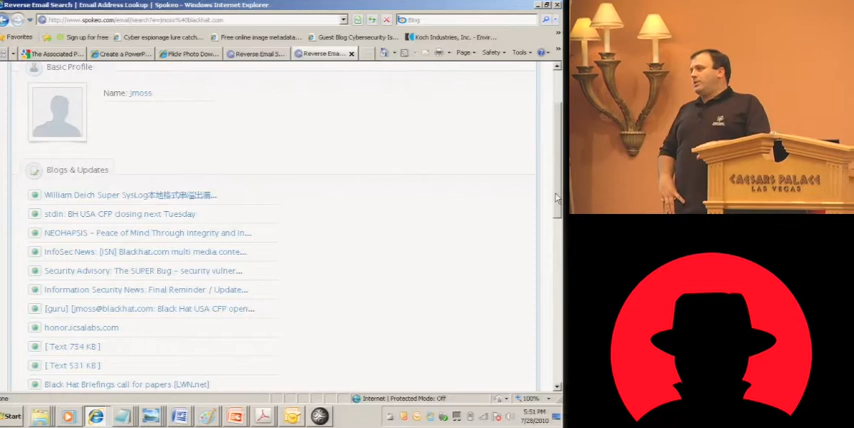 Reverse Email Search | Email Address Lookup | Spokeo - Windows Internet Explorer
Blog
Favorites Sign up for free Cyber espionage lure catch... Free online image metadata... Guest Blog Cybersecurity Is... Koch Industries, Inc. - Envir...
The Associated P... Create a PowerP... Flickr Photo Dow... Reverse Email S... Reverse Ema...
Page Safety Tools
Basic Profile
Name: jmoss
Blogs & Updates
William Deich Super SysLog本地格式串溢出漏...
stdin: BH USA CFP closing next Tuesday
NEOHAPSIS - Peace of Mind Through Integrity and In...
InfoSec News: [ISN] Blackhat.com multi media conte...
Security Advisory: The SUPER Bug - security vulner...
Information Security News: Final Reminder / Update...
[guru] [jmoss@blackhat.com: Black Hat USA CFP open...
honor.icsalabs.com
[ Text 734 KB ]
[ Text 531 KB ]
Black Hat Briefings call for papers [LWN.net]
Internet | Protected Mode: Off
100%
Start
5:51 PM
7/28/2010
CAESARS PALACE
LAS VEGAS